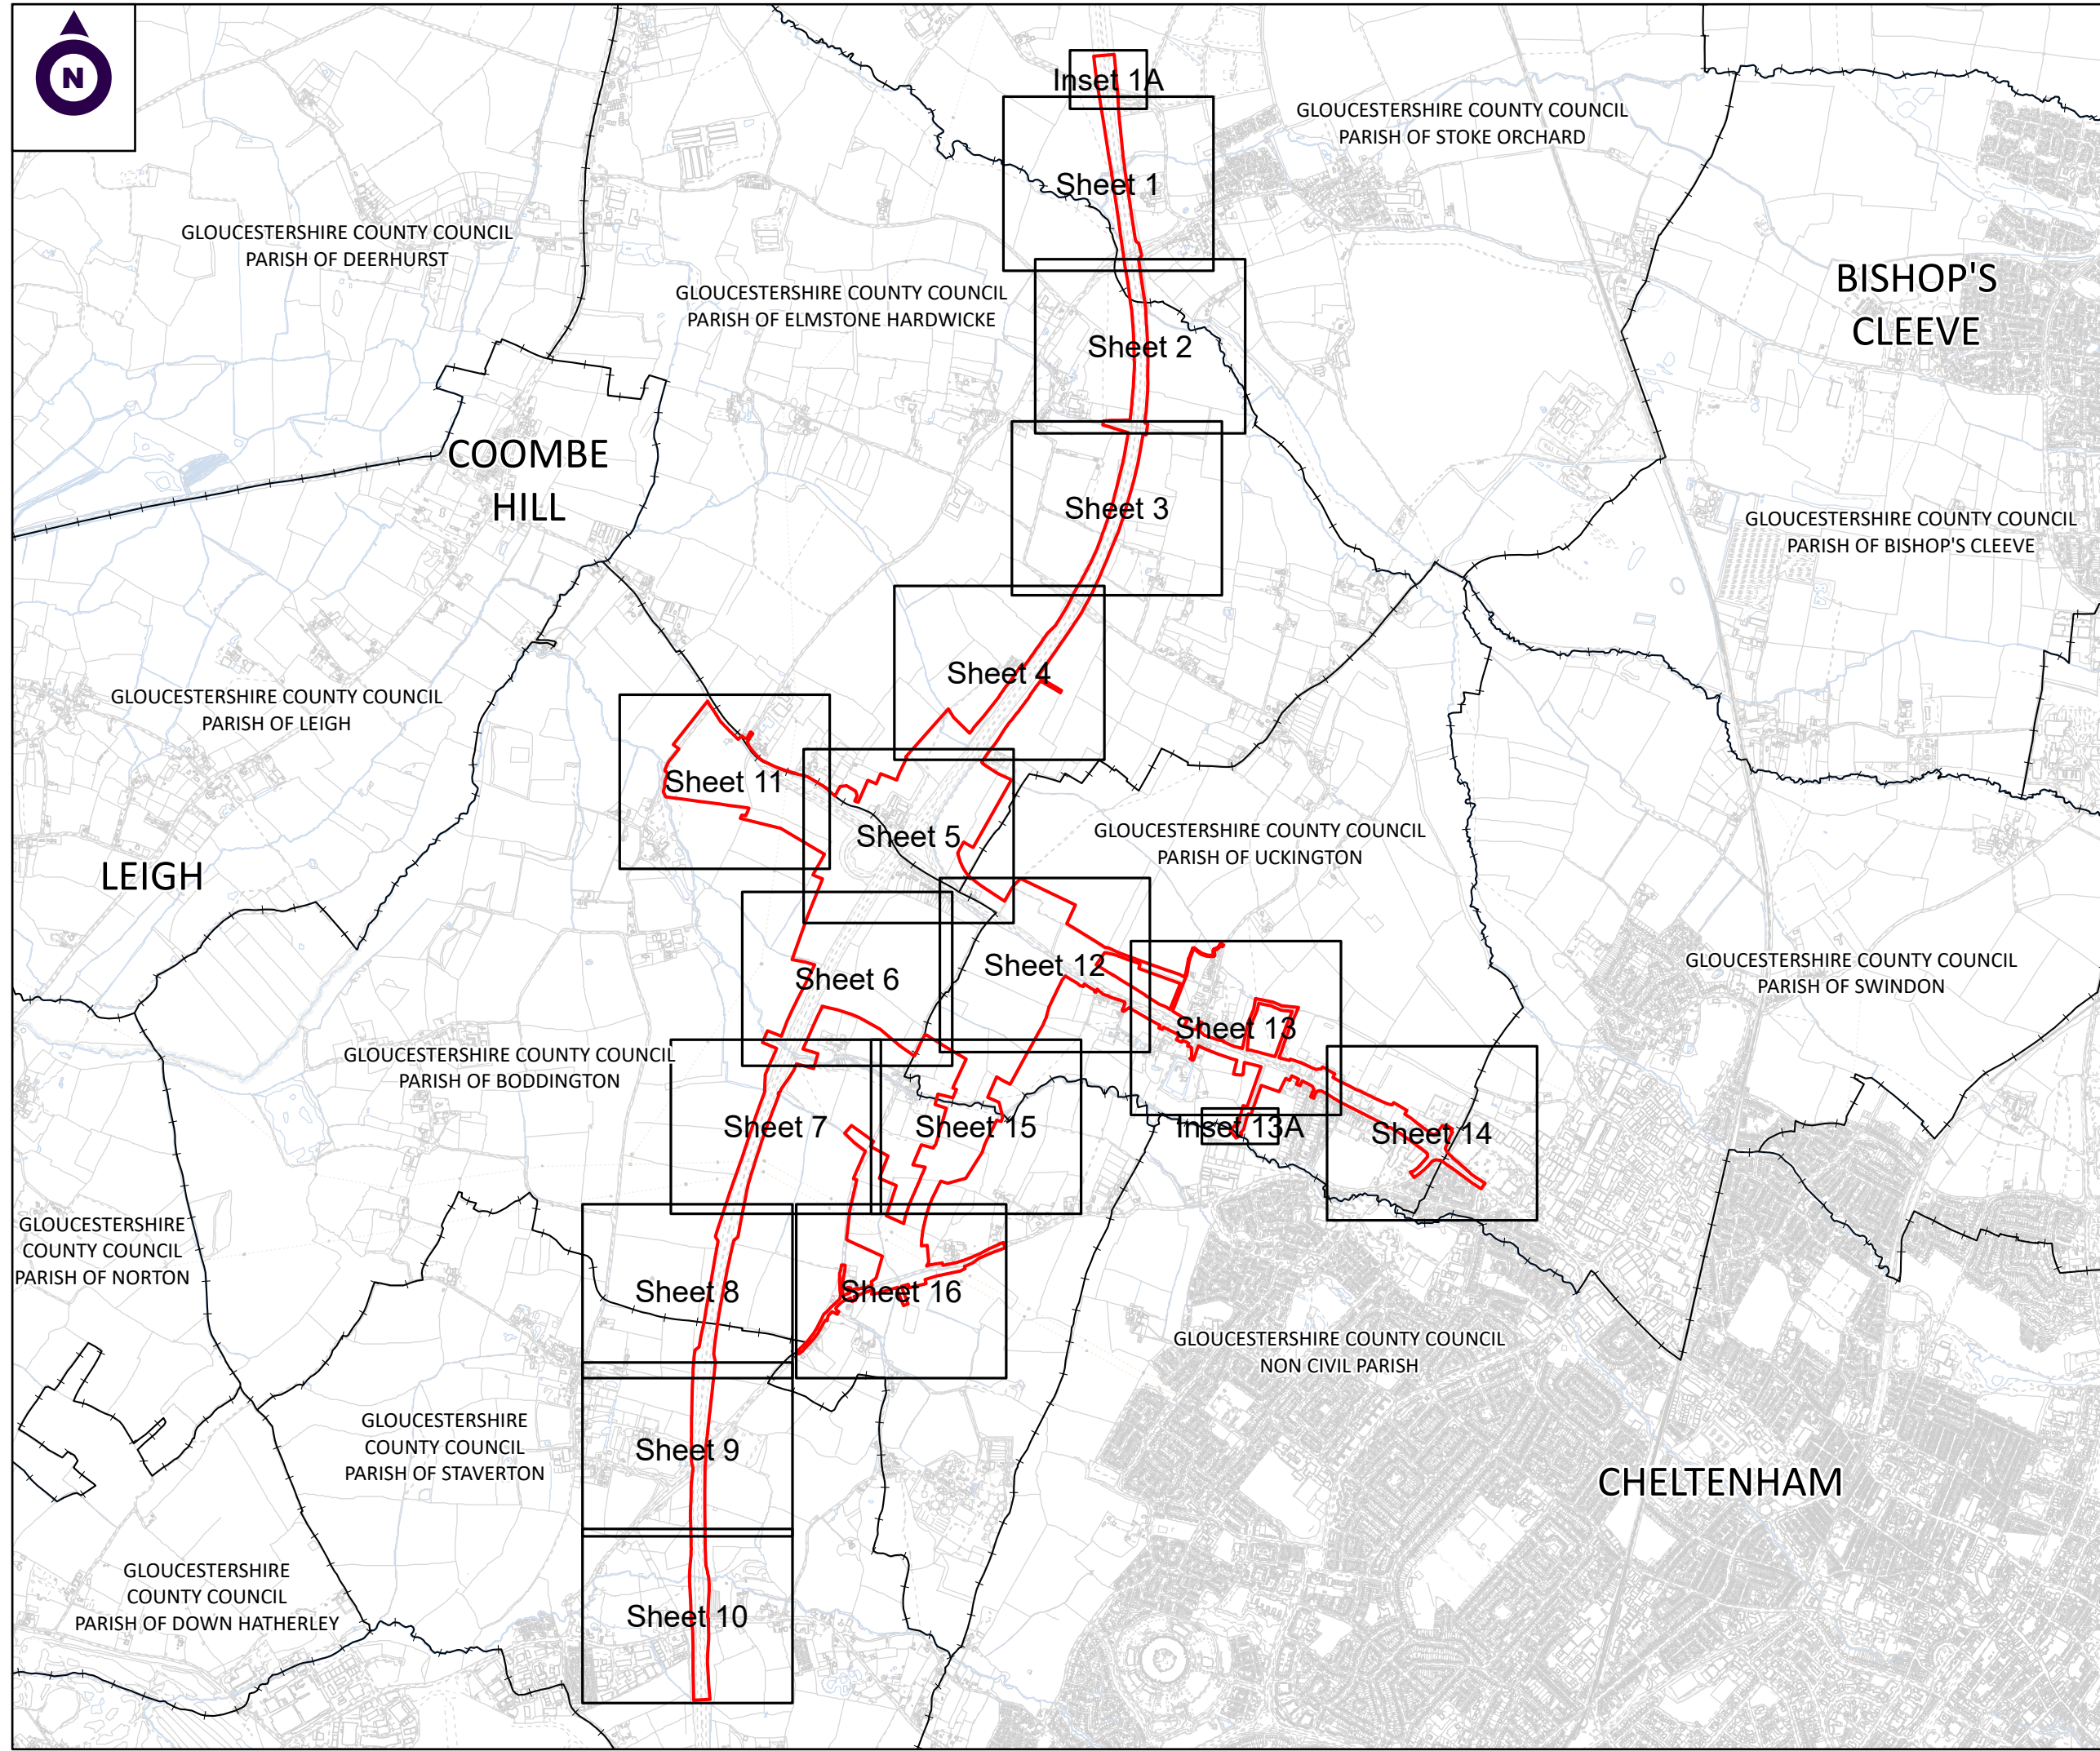 N
Inset 1A
GLOUCESTERSHIRE COUNTY COUNCIL
PARISH OF STOKE ORCHARD
Sheet 1
GLOUCESTERSHIRE COUNTY COUNCIL
PARISH OF DEERHURST
GLOUCESTERSHIRE COUNTY COUNCIL
PARISH OF ELMSTONE HARDWICKE
BISHOP'S
CLEEVE
Sheet 2
COOMBE
HILL
Sheet 3
GLOUCESTERSHIRE COUNTY COUNCIL
PARISH OF BISHOP'S CLEEVE
Sheet 4
GLOUCESTERSHIRE COUNTY COUNCIL
PARISH OF LEIGH
Sheet 11
Sheet 5
GLOUCESTERSHIRE COUNTY COUNCIL
PARISH OF UCKINGTON
LEIGH
Sheet 6
Sheet 12
GLOUCESTERSHIRE COUNTY COUNCIL
PARISH OF SWINDON
Sheet 13
GLOUCESTERSHIRE COUNTY COUNCIL
PARISH OF BODDINGTON
Sheet 7
Sheet 15
Inset 13A
Sheet 14
GLOUCESTERSHIRE
COUNTY COUNCIL
PARISH OF NORTON
Sheet 8
Sheet 16
GLOUCESTERSHIRE COUNTY COUNCIL
NON CIVIL PARISH
GLOUCESTERSHIRE
COUNTY COUNCIL
PARISH OF STAVERTON
Sheet 9
CHELTENHAM
GLOUCESTERSHIRE
COUNTY COUNCIL
PARISH OF DOWN HATHERLEY
Sheet 10